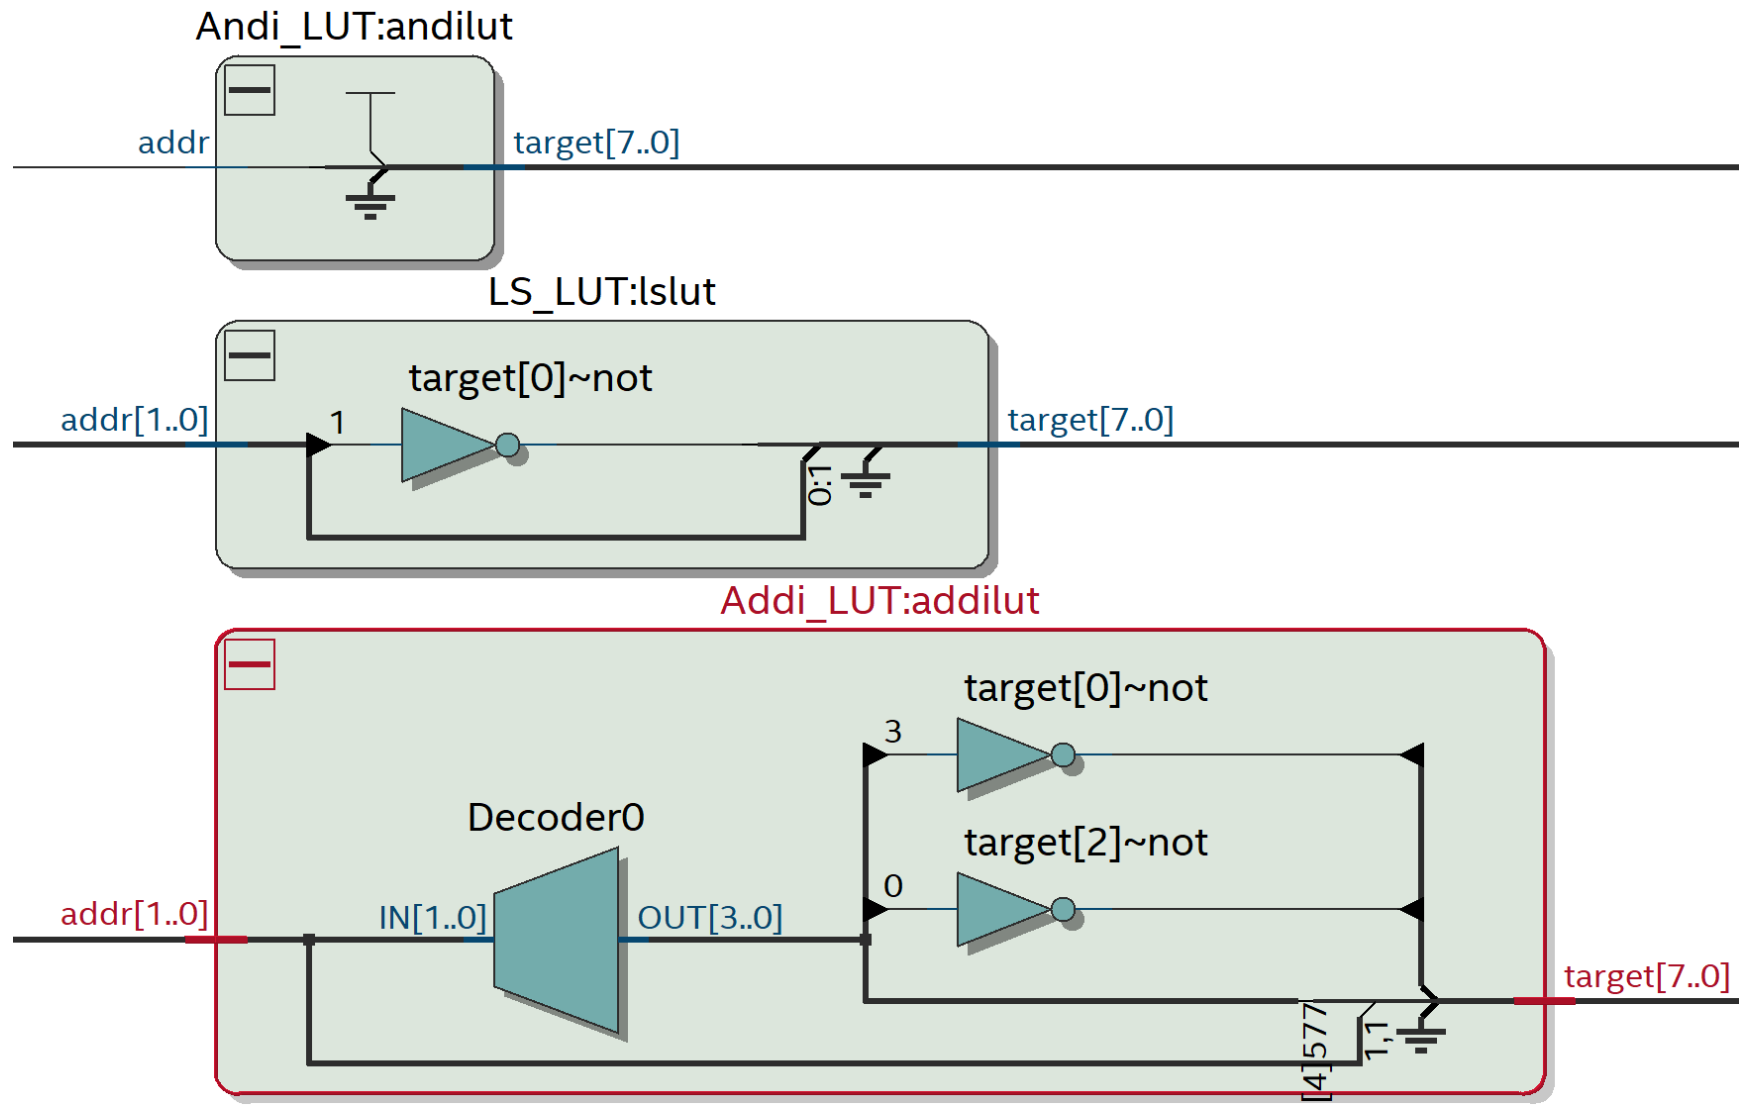 Andi_LUT:andilut
addr
target[7..0]
LS_LUT:lslut
target[0]~not
addr[1..0]
1
target[7..0]
0:1
Addi_LUT:addilut
target[0]~not
3
target[2]~not
Decoder0
0
addr[1..0]
IN[1..0]
OUT[3..0]
target[7..0]
[4]577
1,1